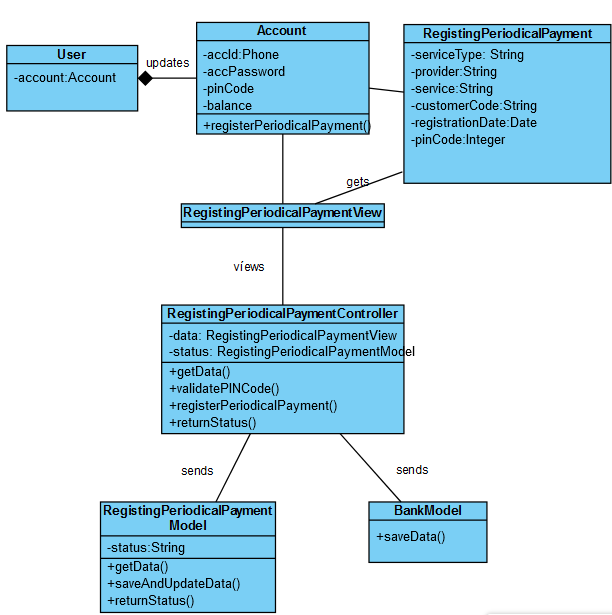 User
-account:Account
updates
Account
-accId:Phone
-accPassword
-pinCode
-balance
+registerPeriodicalPayment()
RegistingPeriodicalPayment
-serviceType: String
-provider:String
-service:String
-customerCode:String
-registrationDate:Date
-pinCode:Integer
gets
RegistingPeriodicalPaymentView
víews
RegistingPeriodicalPaymentController
-data: RegistingPeriodicalPaymentView
-status: RegistingPeriodicalPaymentModel
+getData()
+validatePINCode()
+registerPeriodicalPayment()
+returnStatus()
sends
sends
RegistingPeriodicalPayment
Model
-status:String
+getData()
+saveAndUpdateData()
+returnStatus()
BankModel
+saveData()